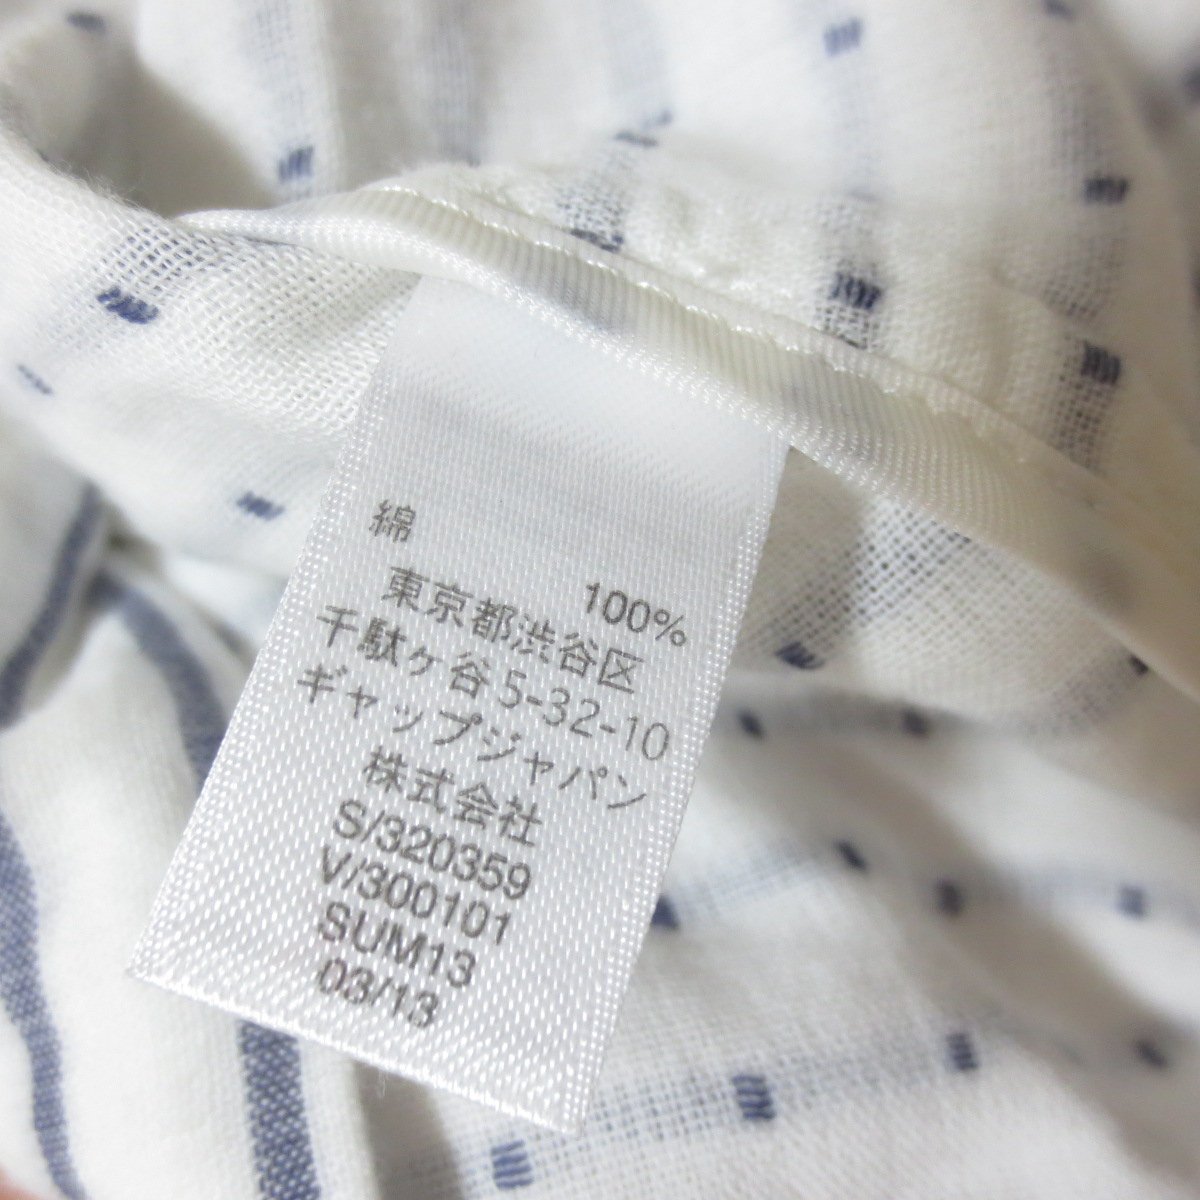 綿
100%
東京都渋谷区
千駄ヶ谷5-32-10
ギャップジャパン
株式会社
S/320359
V/300101
SUM13
03/13